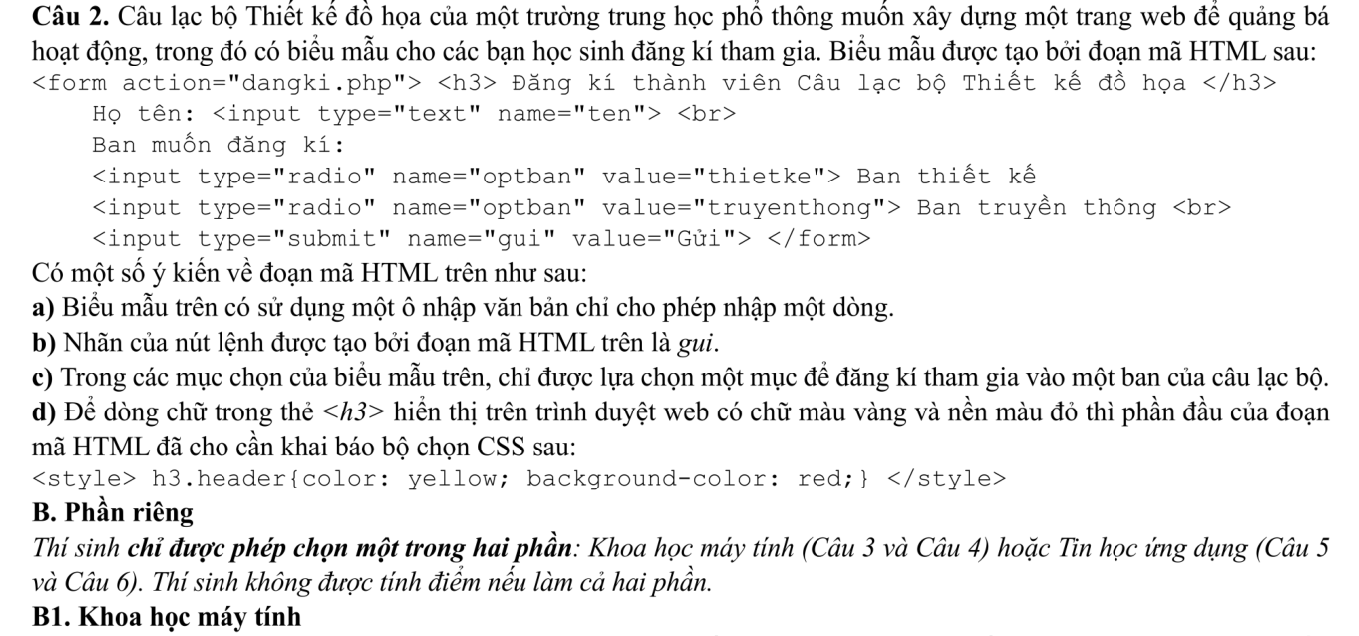 Câu 2. Câu lạc bộ Thiết kế đồ họa của một trường trung học phổ thông muốn xây dựng một trang web để quảng bá
hoạt động, trong đó có biểu mẫu cho các bạn học sinh đăng kí tham gia. Biểu mẫu được tạo bởi đoạn mã HTML sau:
<form action="dangki.php"> <h3> Đăng kí thành viên Câu lạc bộ Thiết kế đồ họa </h3>
Họ tên: <input type="text" name="ten"> <br>
Ban muốn đăng kí:
<input type="radio" name="optban" value="thietke"> Ban thiết kế
<input type="radio" name="optban" value="truyenthong"> Ban truyền thông <br>
<input type="submit" name="gui" value="Gửi"> </form>
Có một số ý kiến về đoạn mã HTML trên như sau:
a) Biểu mẫu trên có sử dụng một ô nhập văn bản chỉ cho phép nhập một dòng.
b) Nhãn của nút lệnh được tạo bởi đoạn mã HTML trên là gui.
c) Trong các mục chọn của biểu mẫu trên, chỉ được lựa chọn một mục để đăng kí tham gia vào một ban của câu lạc bộ.
d) Để dòng chữ trong thẻ <h3> hiển thị trên trình duyệt web có chữ màu vàng và nền màu đỏ thì phần đầu của đoạn
mã HTML đã cho cần khai báo bộ chọn CSS sau:
<style> h3.header{color: yellow; background-color: red;} </style>
B. Phần riêng
Thí sinh chỉ được phép chọn một trong hai phần: Khoa học máy tính (Câu 3 và Câu 4) hoặc Tin học ứng dụng (Câu 5
và Câu 6). Thí sinh không được tính điểm nếu làm cả hai phần.
B1. Khoa học máy tính